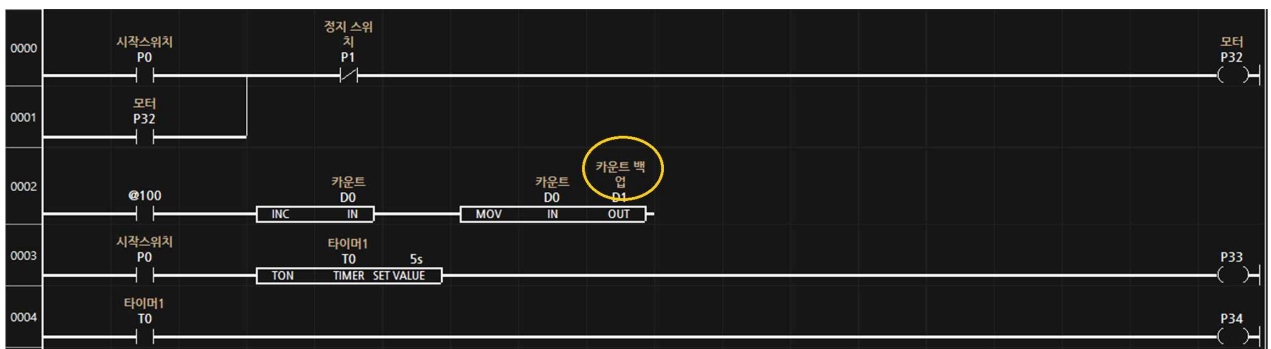 0000
시작스위치
P0
정지 스위
치
P1
모터
P32
0001
모터
P32
0002
@100
카운트
D0
INC IN
카운트 카운트 백
업
D0 D1
MOV IN OUT
0003
시작스위치
P0
타이머1
T0 5s
TON TIMER SET VALUE
P33
0004
타이머1
T0
P34